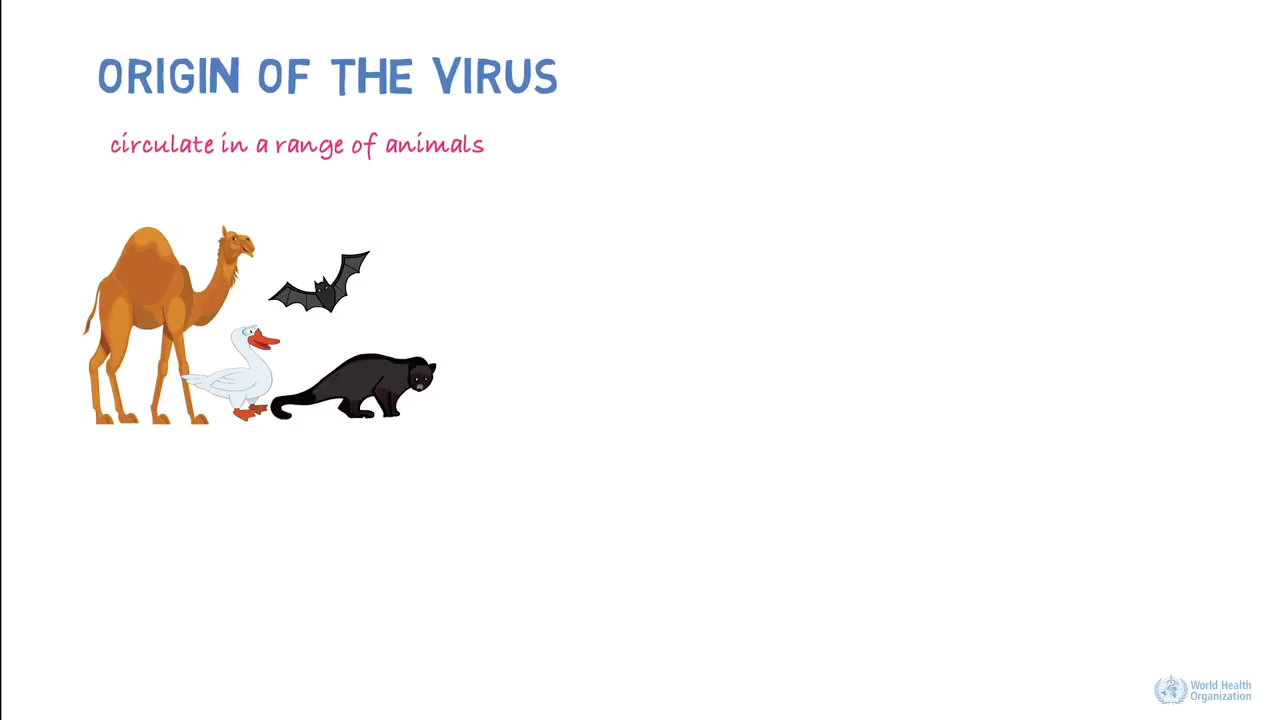 ORIGIN OF THE VIRUS
circulate in a range of animals
World Health
Organization